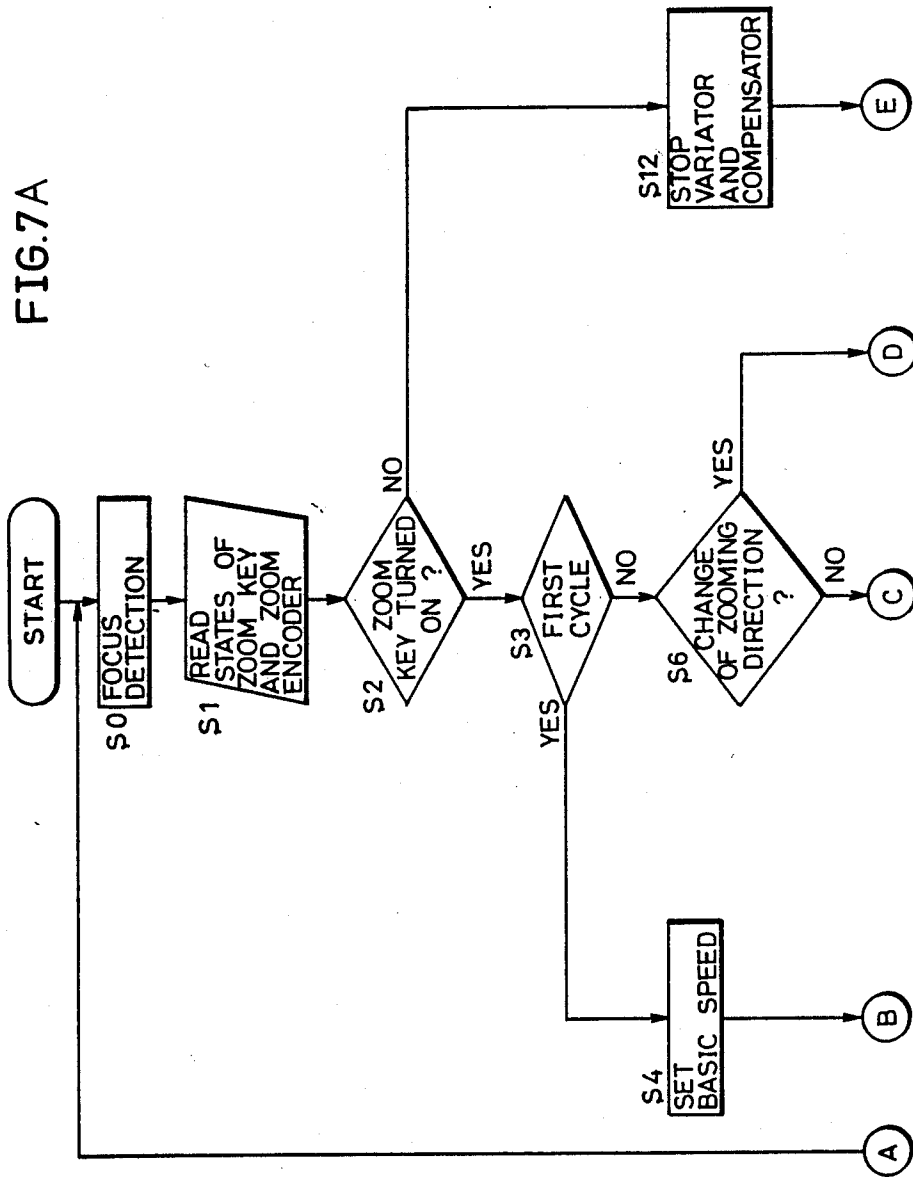 FIG.7A
START
S0
FOCUS
DETECTION
S1
READ
STATES OF
ZOOM KEY
AND ZOOM
ENCODER
S2
ZOOM
KEY TURNED
ON ?
NO
YES
S3
FIRST
CYCLE
YES
NO
S4
SET
BASIC SPEED
S6
CHANGE
OF ZOOMING
DIRECTION
?
YES
NO
S12
STOP
VARIATOR
AND
COMPENSATOR
A
B
C
D
E